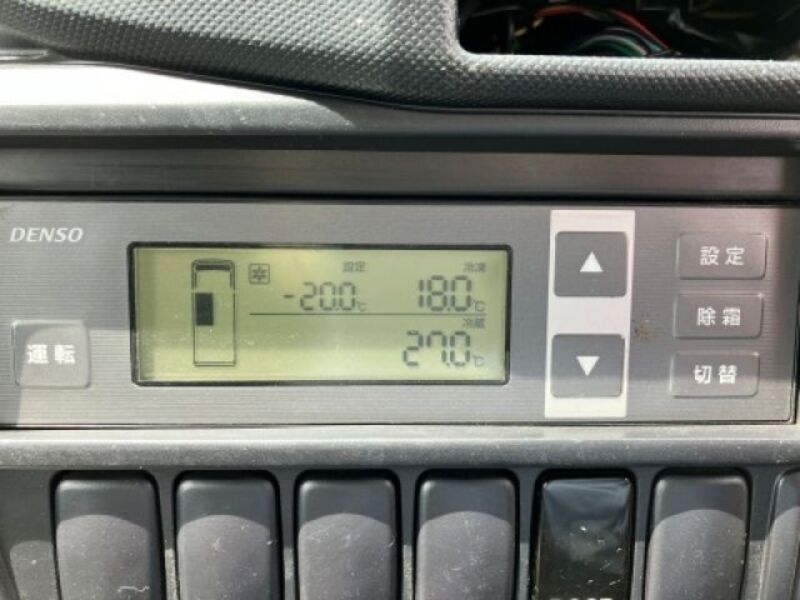 DENSO
設定 冷凍
-20.0℃ 18.0℃
冷蔵
27.0℃
運転
▲
▼
設定
除霜
切替